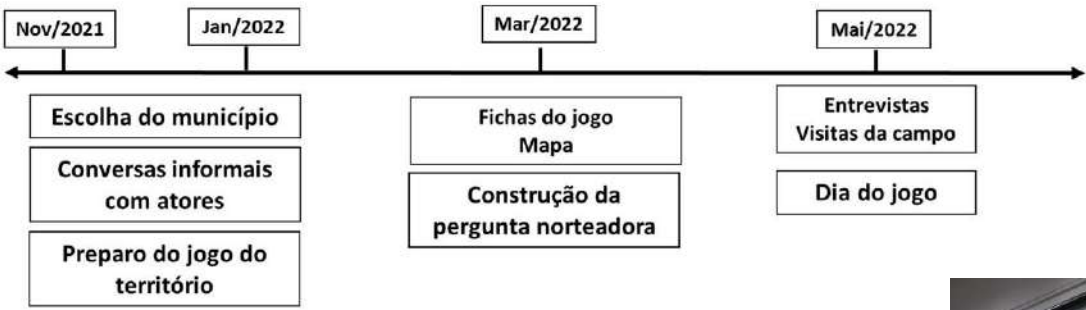 Nov/2021
Jan/2022
Mar/2022
Mai/2022
Escolha do município
Conversas informais
com atores
Preparo do jogo do
território
Fichas do jogo
Mapa
Construção da
pergunta norteadora
Entrevistas
Visitas da campo
Dia do jogo